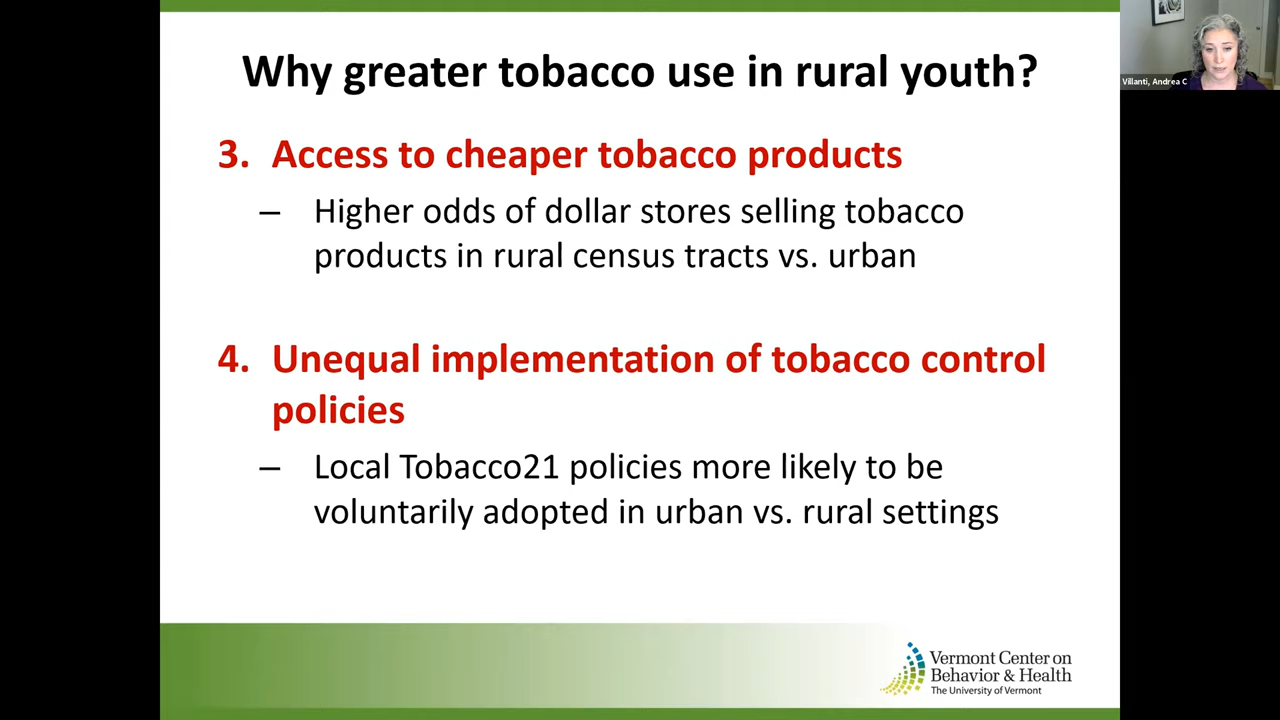 Why greater tobacco use in rural youth?
3. Access to cheaper tobacco products
– Higher odds of dollar stores selling tobacco
products in rural census tracts vs. urban
4. Unequal implementation of tobacco control
policies
– Local Tobacco21 policies more likely to be
voluntarily adopted in urban vs. rural settings
Vermont Center on
Behavior & Health
The University of Vermont
Villanti, Andrea C